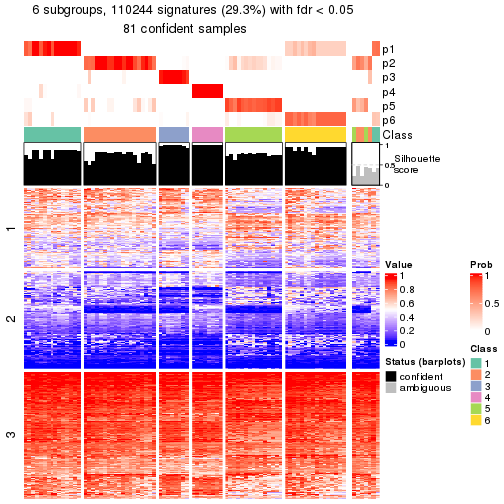 6 subgroups, 110244 signatures (29.3%) with fdr < 0.05
81 confident samples
p1
p2
p3
p4
p5
p6
Class
1
0.5
0
Silhouette
score
1
2
3
Value
1
0.8
0.6
0.4
0.2
0
Prob
1
0.5
0
Status (barplots)
confident
ambiguous
Class
1
2
3
4
5
6